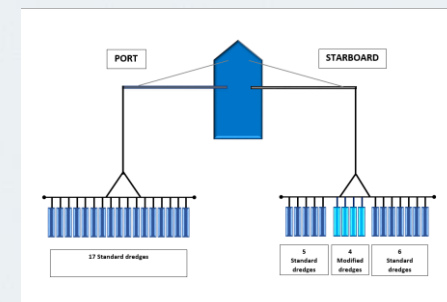 PORT
STARBOARD
17 Standard dredges
5
Standard
dredges
4
Modified
dredges
6
Standard
dredges